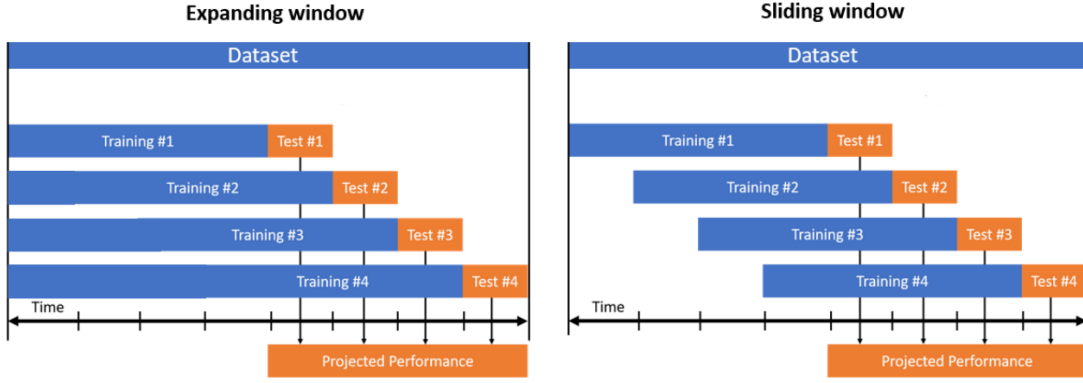 Expanding window
Dataset
Training #1
Test #1
Training #2
Test #2
Training #3
Test #3
Training #4
Test #4
Time
Projected Performance
Sliding window
Dataset
Training #1
Test #1
Training #2
Test #2
Training #3
Test #3
Training #4
Test #4
Time
Projected Performance